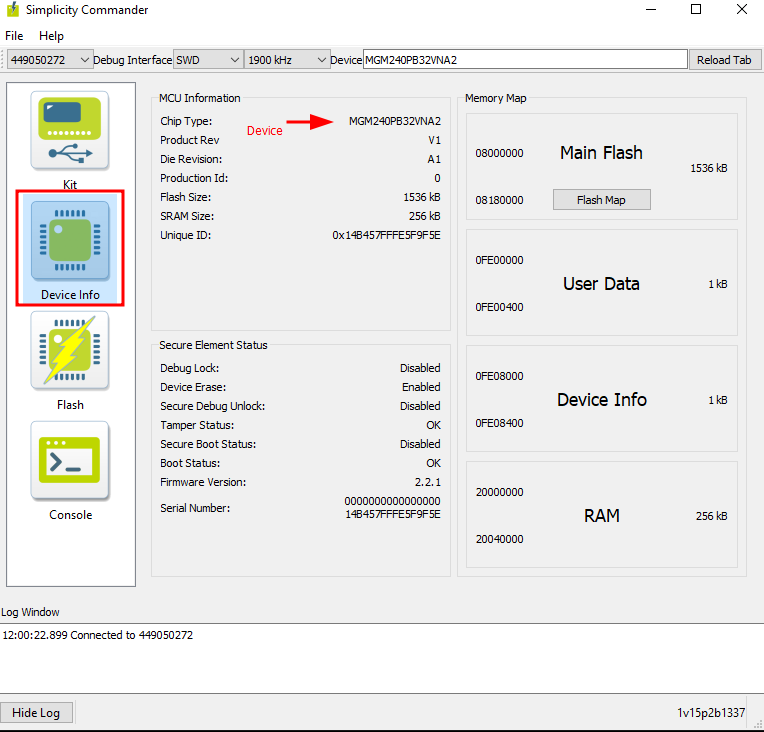 Simplicity Commander
File Help
449050272 Debug Interface SWD 1900 kHz Device MGM240PB32VNA2 Reload Tab
Kit
Device Info
Flash
Console
MCU Information
Chip Type: MGM240PB32VNA2
Device
Product Rev V1
Die Revision: A1
Production Id: 0
Flash Size: 1536 kB
SRAM Size: 256 kB
Unique ID: 0x14B457FFFE5F9F5E
Secure Element Status
Debug Lock: Disabled
Device Erase: Enabled
Secure Debug Unlock: Disabled
Tamper Status: OK
Secure Boot Status: Disabled
Boot Status: OK
Firmware Version: 2.2.1
Serial Number: 0000000000000000
14B457FFFE5F9F5E
Memory Map
08000000
Main Flash
1536 kB
08180000
Flash Map
0FE00000
User Data
1 kB
0FE00400
0FE08000
Device Info
1 kB
0FE08400
20000000
RAM
256 kB
20040000
Log Window
12:00:22.899 Connected to 449050272
Hide Log
1v15p2b1337